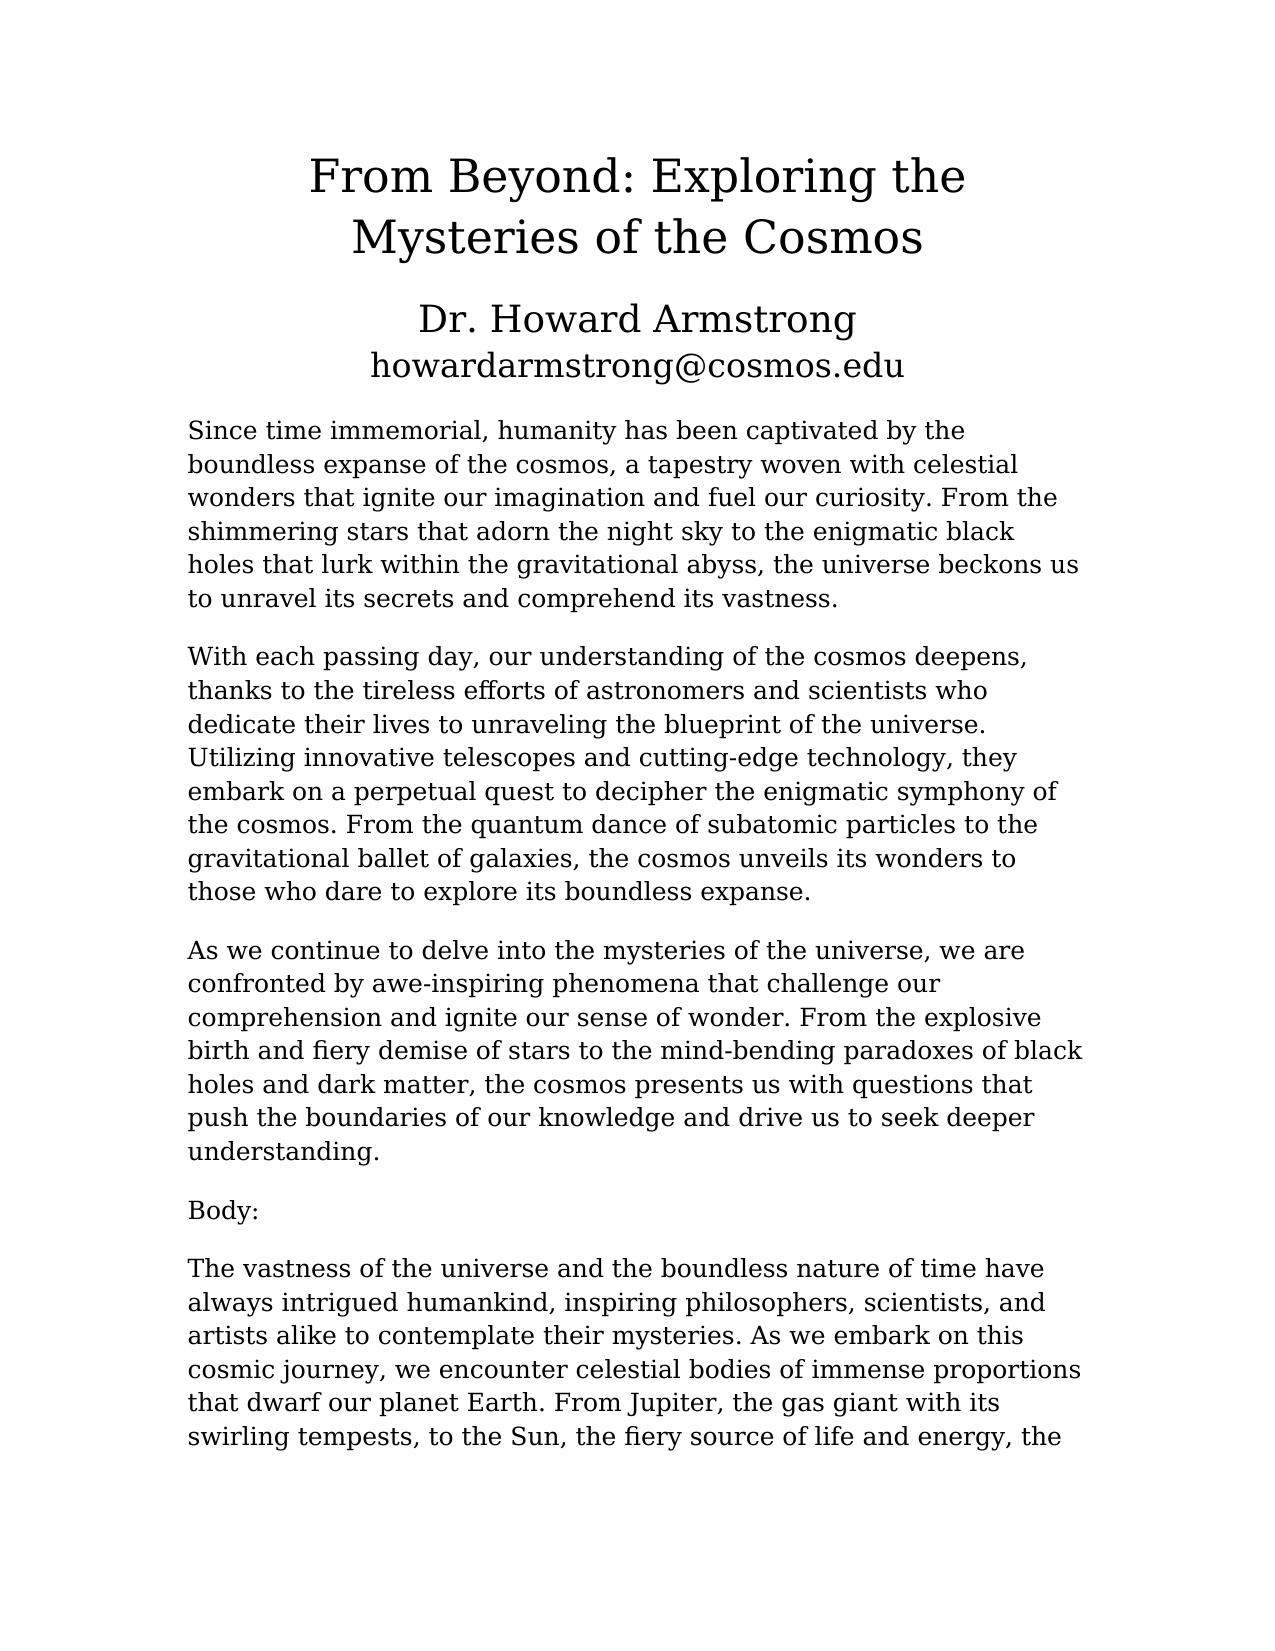 From Beyond: Exploring the
Mysteries of the Cosmos
Dr. Howard Armstrong
howardarmstrong@cosmos.edu
Since time immemorial, humanity has been captivated by the
boundless expanse of the cosmos, a tapestry woven with celestial
wonders that ignite our imagination and fuel our curiosity. From the
shimmering stars that adorn the night sky to the enigmatic black
holes that lurk within the gravitational abyss, the universe beckons us
to unravel its secrets and comprehend its vastness.
With each passing day, our understanding of the cosmos deepens,
thanks to the tireless efforts of astronomers and scientists who
dedicate their lives to unraveling the blueprint of the universe.
Utilizing innovative telescopes and cutting-edge technology, they
embark on a perpetual quest to decipher the enigmatic symphony of
the cosmos. From the quantum dance of subatomic particles to the
gravitational ballet of galaxies, the cosmos unveils its wonders to
those who dare to explore its boundless expanse.
As we continue to delve into the mysteries of the universe, we are
confronted by awe-inspiring phenomena that challenge our
comprehension and ignite our sense of wonder. From the explosive
birth and fiery demise of stars to the mind-bending paradoxes of black
holes and dark matter, the cosmos presents us with questions that
push the boundaries of our knowledge and drive us to seek deeper
understanding.
Body:
The vastness of the universe and the boundless nature of time have
always intrigued humankind, inspiring philosophers, scientists, and
artists alike to contemplate their mysteries. As we embark on this
cosmic journey, we encounter celestial bodies of immense proportions
that dwarf our planet Earth. From Jupiter, the gas giant with its
swirling tempests, to the Sun, the fiery source of life and energy, the